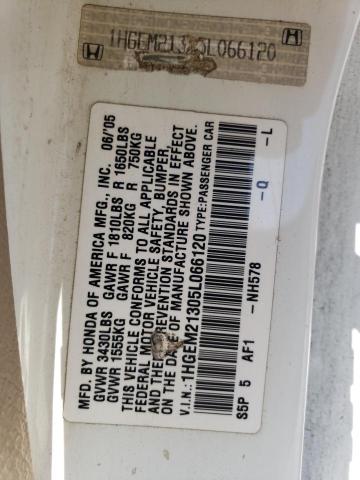 1HGEM21305L066120
MFD. BY HONDA OF AMERICA MFG., INC. 06/'05
GVWR 3430LBS GAWR F 1810LBS R 1650LBS
GVWR 1555KG GAWR F 820KG R 750KG
THIS VEHICLE CONFORMS TO ALL APPLICABLE
FEDERAL MOTOR VEHICLE SAFETY, BUMPER,
AND THEFT PREVENTION STANDARDS IN EFFECT
ON THE DATE OF MANUFACTURE SHOWN ABOVE.
V.I.N.: 1HGEM21305L066120 TYPE:PASSENGER CAR
S5P 5 AF1 -NH578 -Q -L